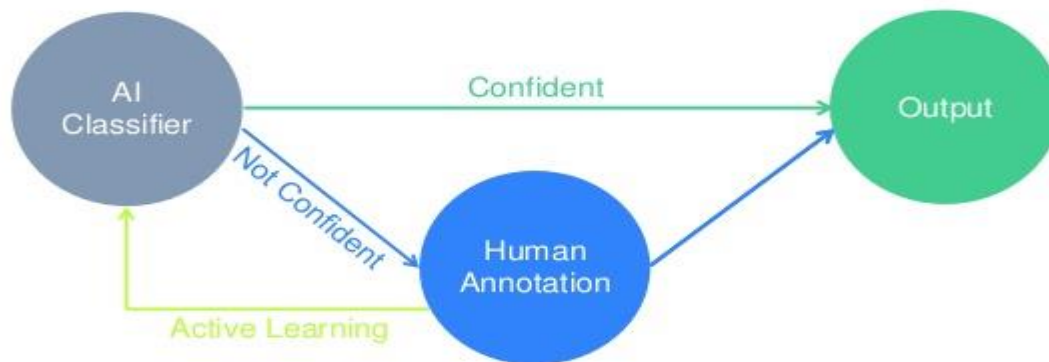 AI
Classifier
Confident
Output
Not Confident
Human
Annotation
Active Learning